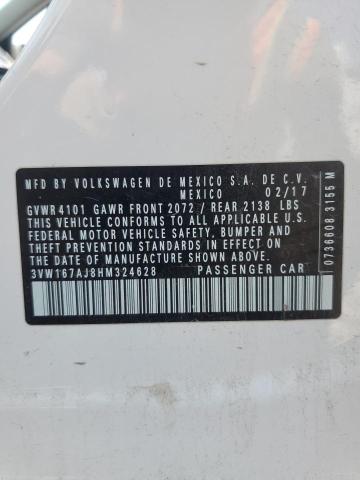 MFD BY VOLKSWAGEN DE MEXICO S.A. DE C.V.
MEXICO 02/17
GVWR 4101 GAWR FRONT 2072 / REAR 2138 LBS
THIS VEHICLE CONFORMS TO ALL APPLICABLE U.S.
FEDERAL MOTOR VEHICLE SAFETY, BUMPER AND
THEFT PREVENTION STANDARDS IN EFFECT ON
THE DATE OF MANUFACTURE SHOWN ABOVE.
3VW167AJ8HM324628 PASSENGER CAR
0736608 3155 M